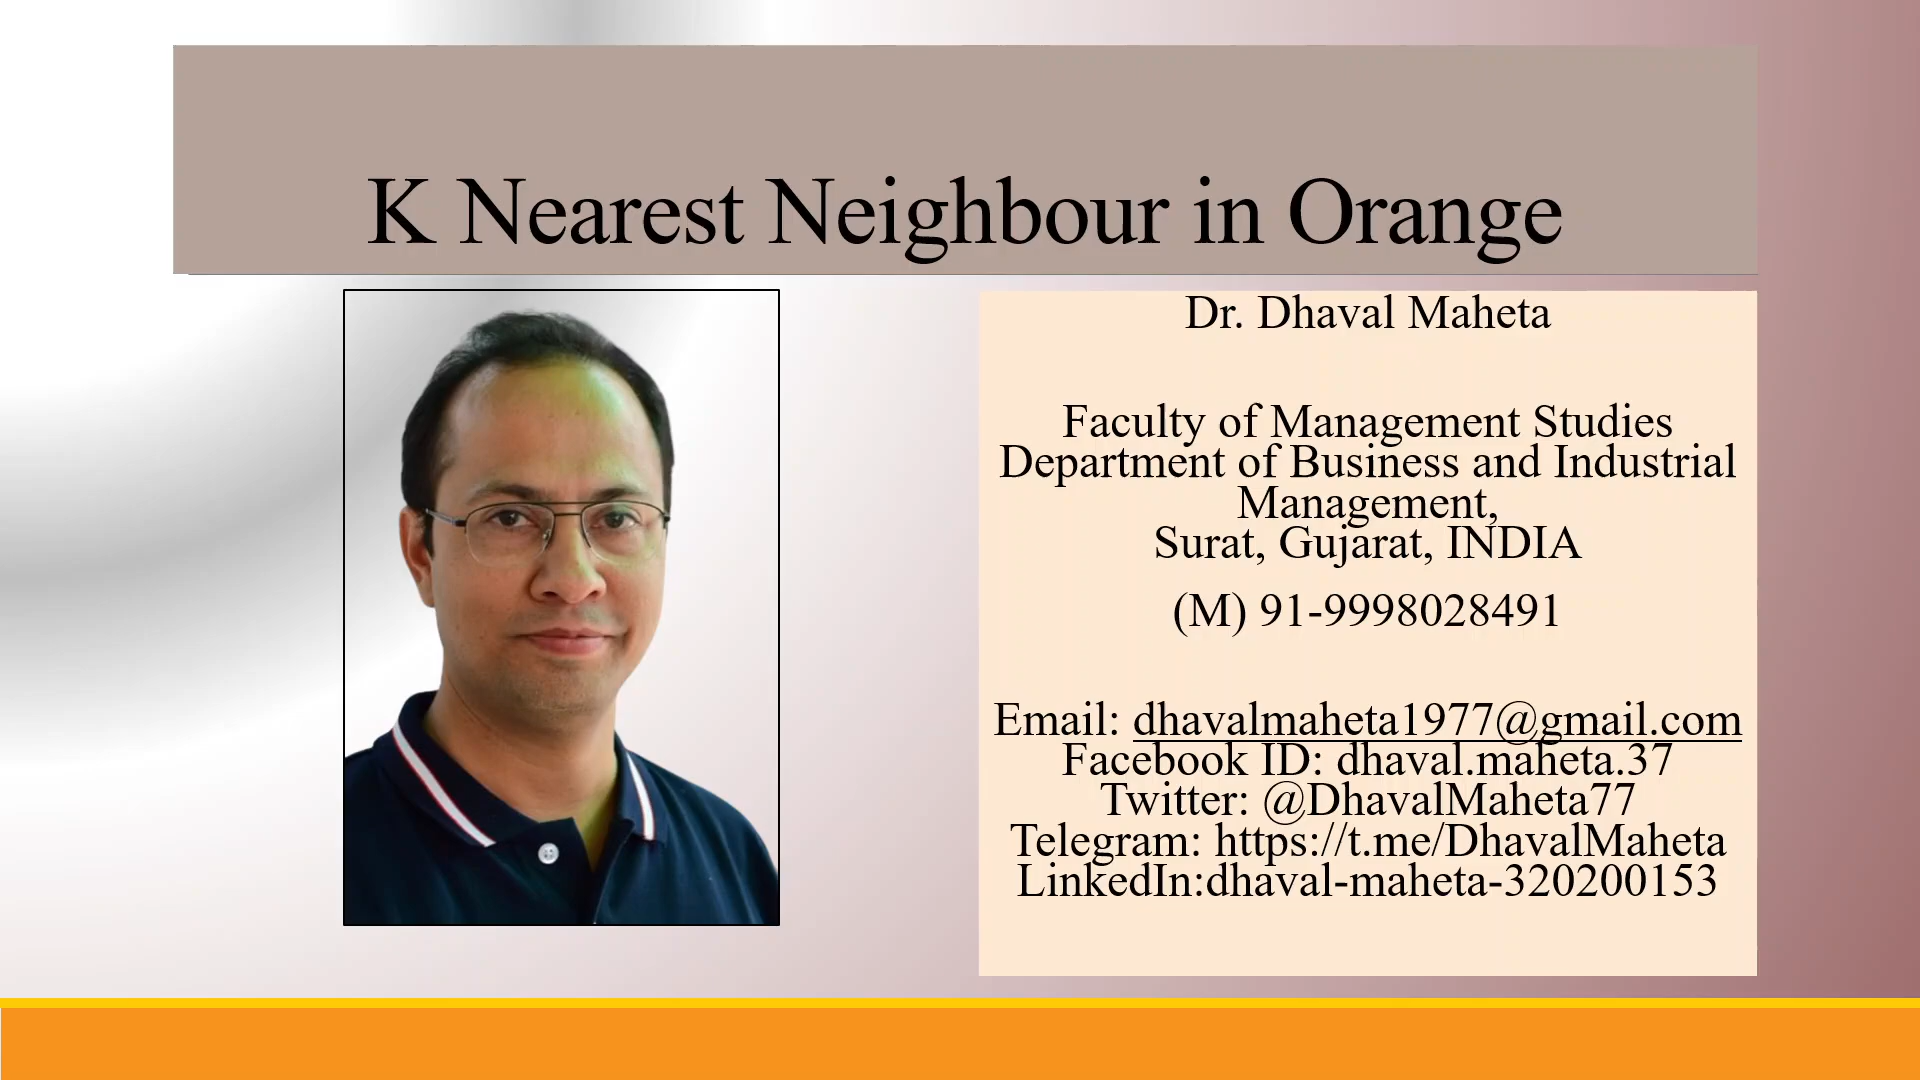 K Nearest Neighbour in Orange
Dr. Dhaval Maheta
Faculty of Management Studies
Department of Business and Industrial
Management,
Surat, Gujarat, INDIA
(M) 91-9998028491
Email: dhavalmaheta1977@gmail.com
Facebook ID: dhaval.maheta.37
Twitter: @DhavalMaheta77
Telegram: https://t.me/DhavalMaheta
LinkedIn:dhaval-maheta-320200153